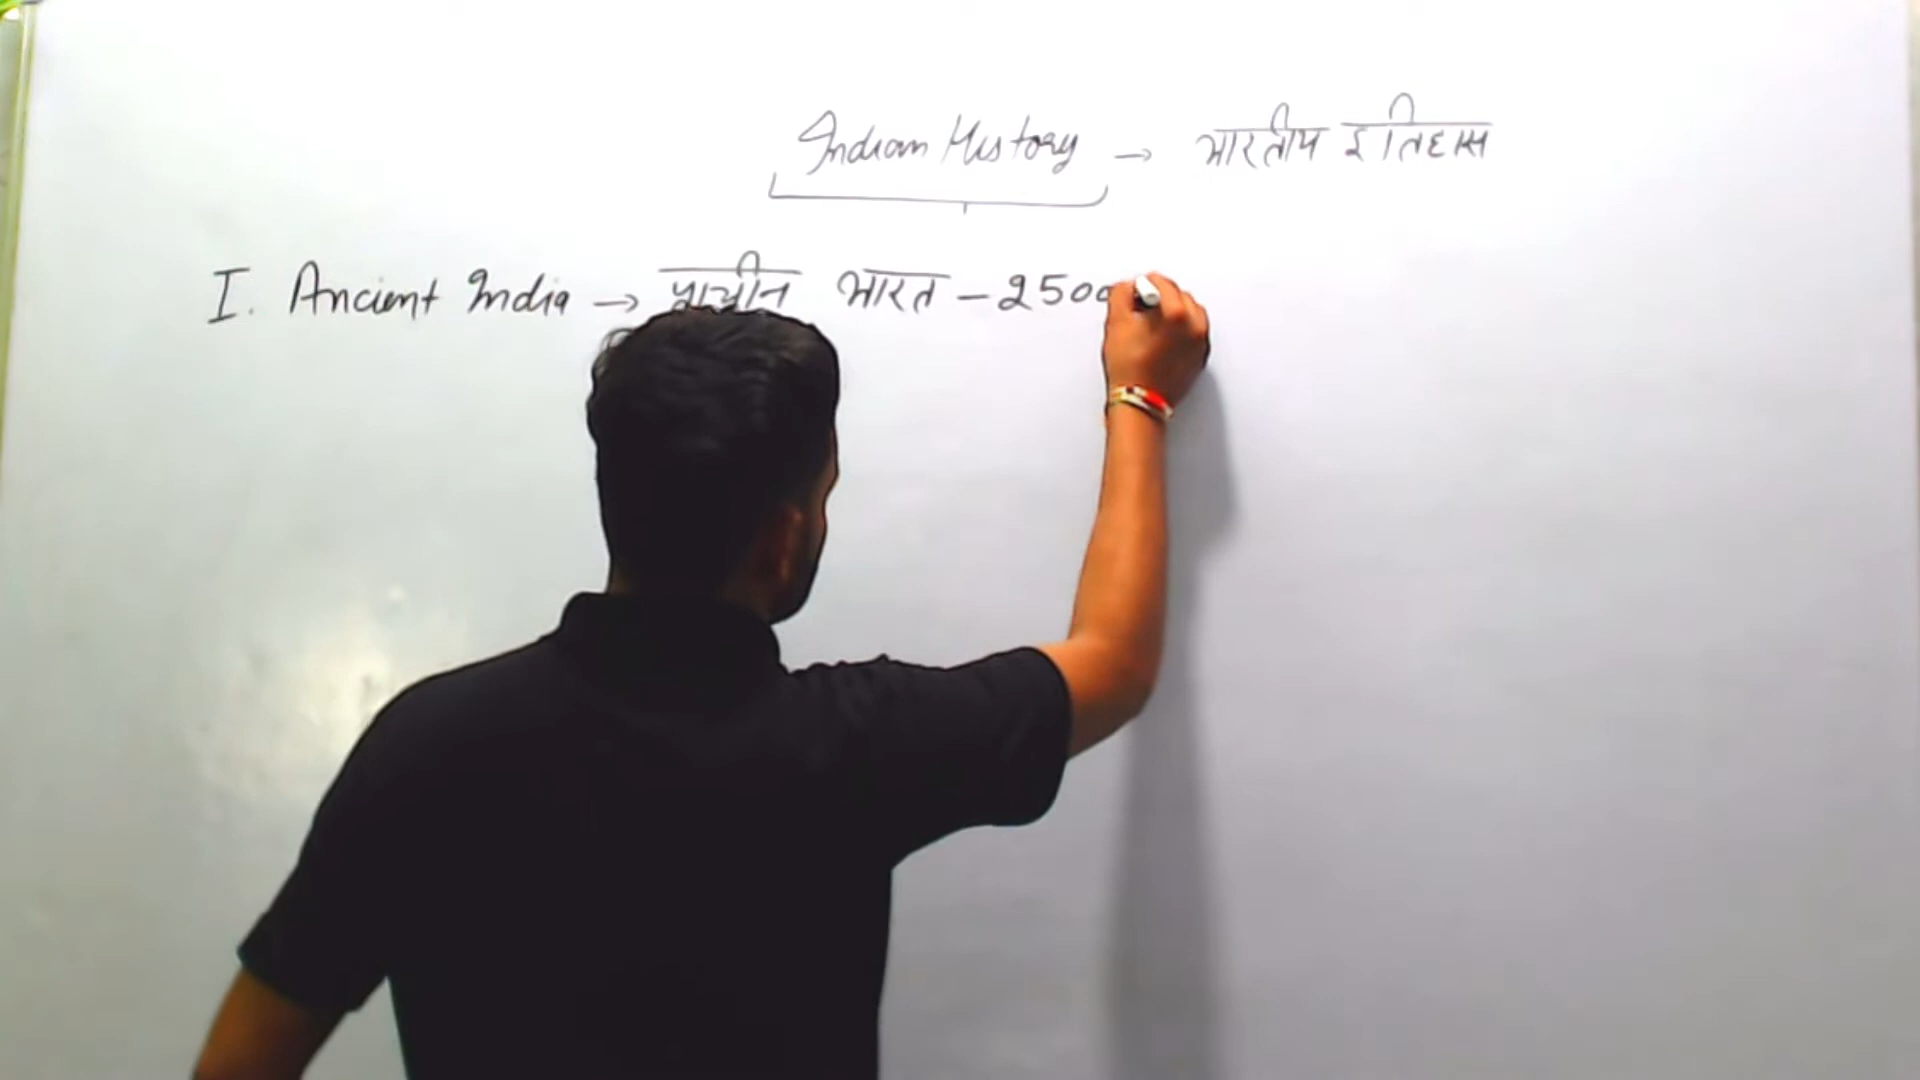 Indian History → भारतीय इतिहास
I. Ancient India → प्राचीन भारत - 2500